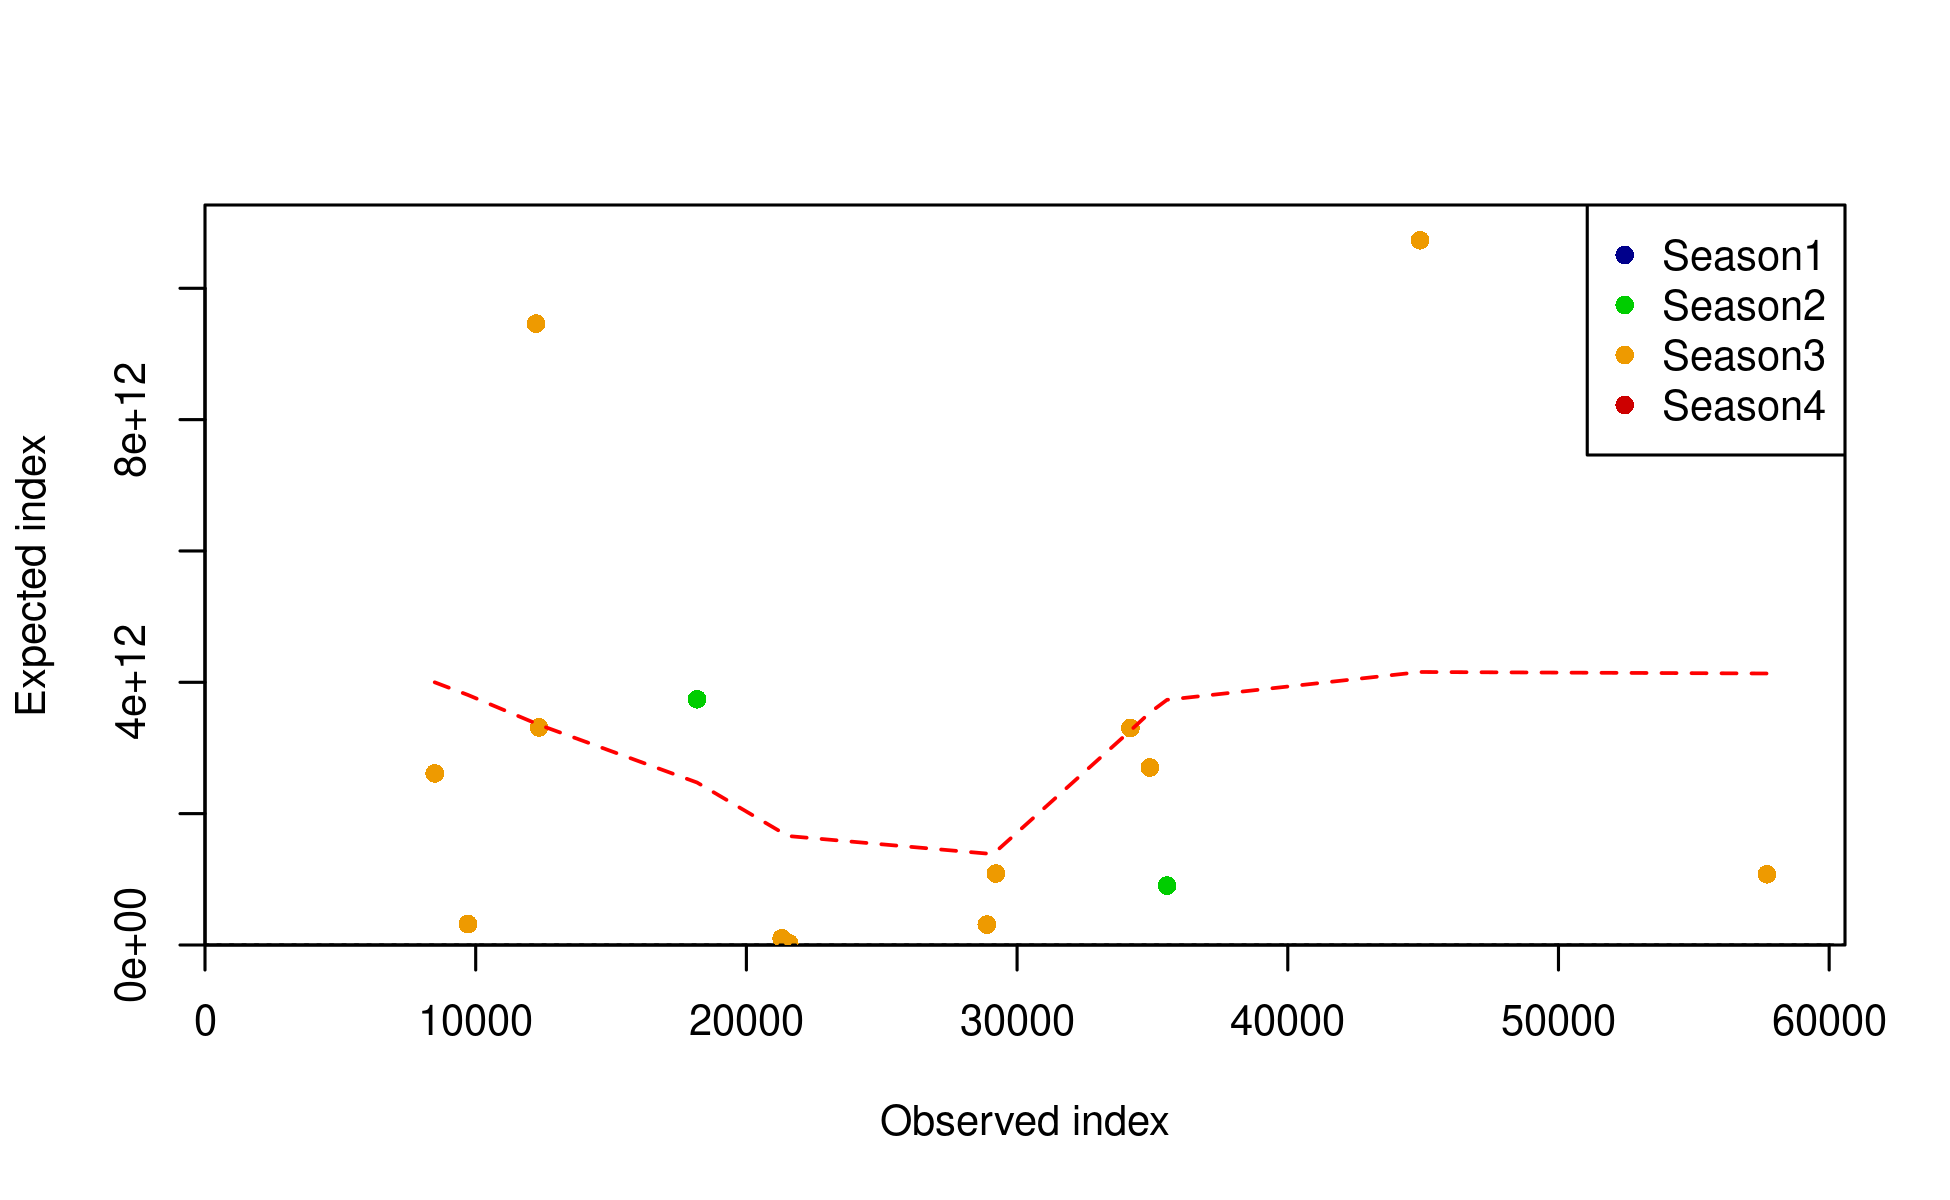 Season1
Season2
Season3
Season4
8e+12
4e+12
0e+00
Expected index
0 10000 20000 30000 40000 50000 60000
Observed index